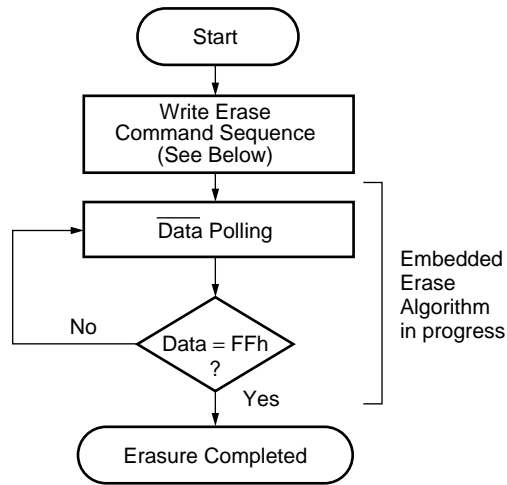 Start
Write Erase
Command Sequence
(See Below)
Data Polling
Embedded
Erase
Algorithm
in progress
No
Data = FFh
?
Yes
Erasure Completed